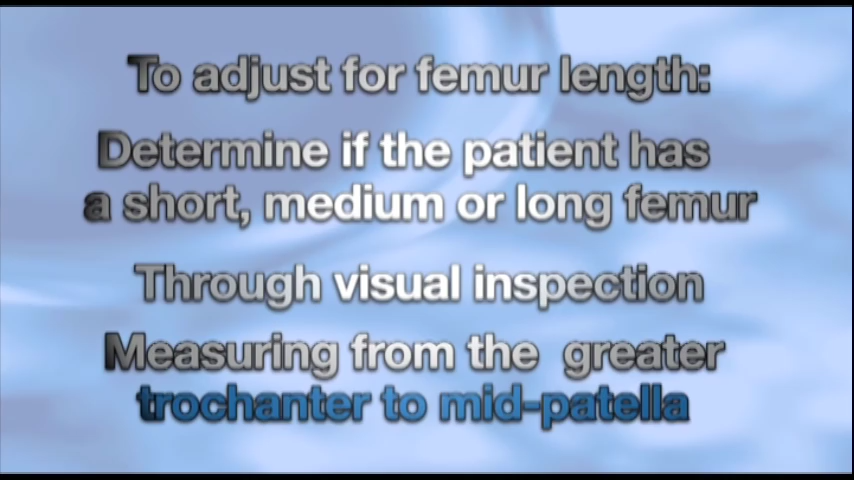 To adjust for femur length:
Determine if the patient has
a short, medium or long femur
Through visual inspection
Measuring from the greater
trochanter to mid-patella